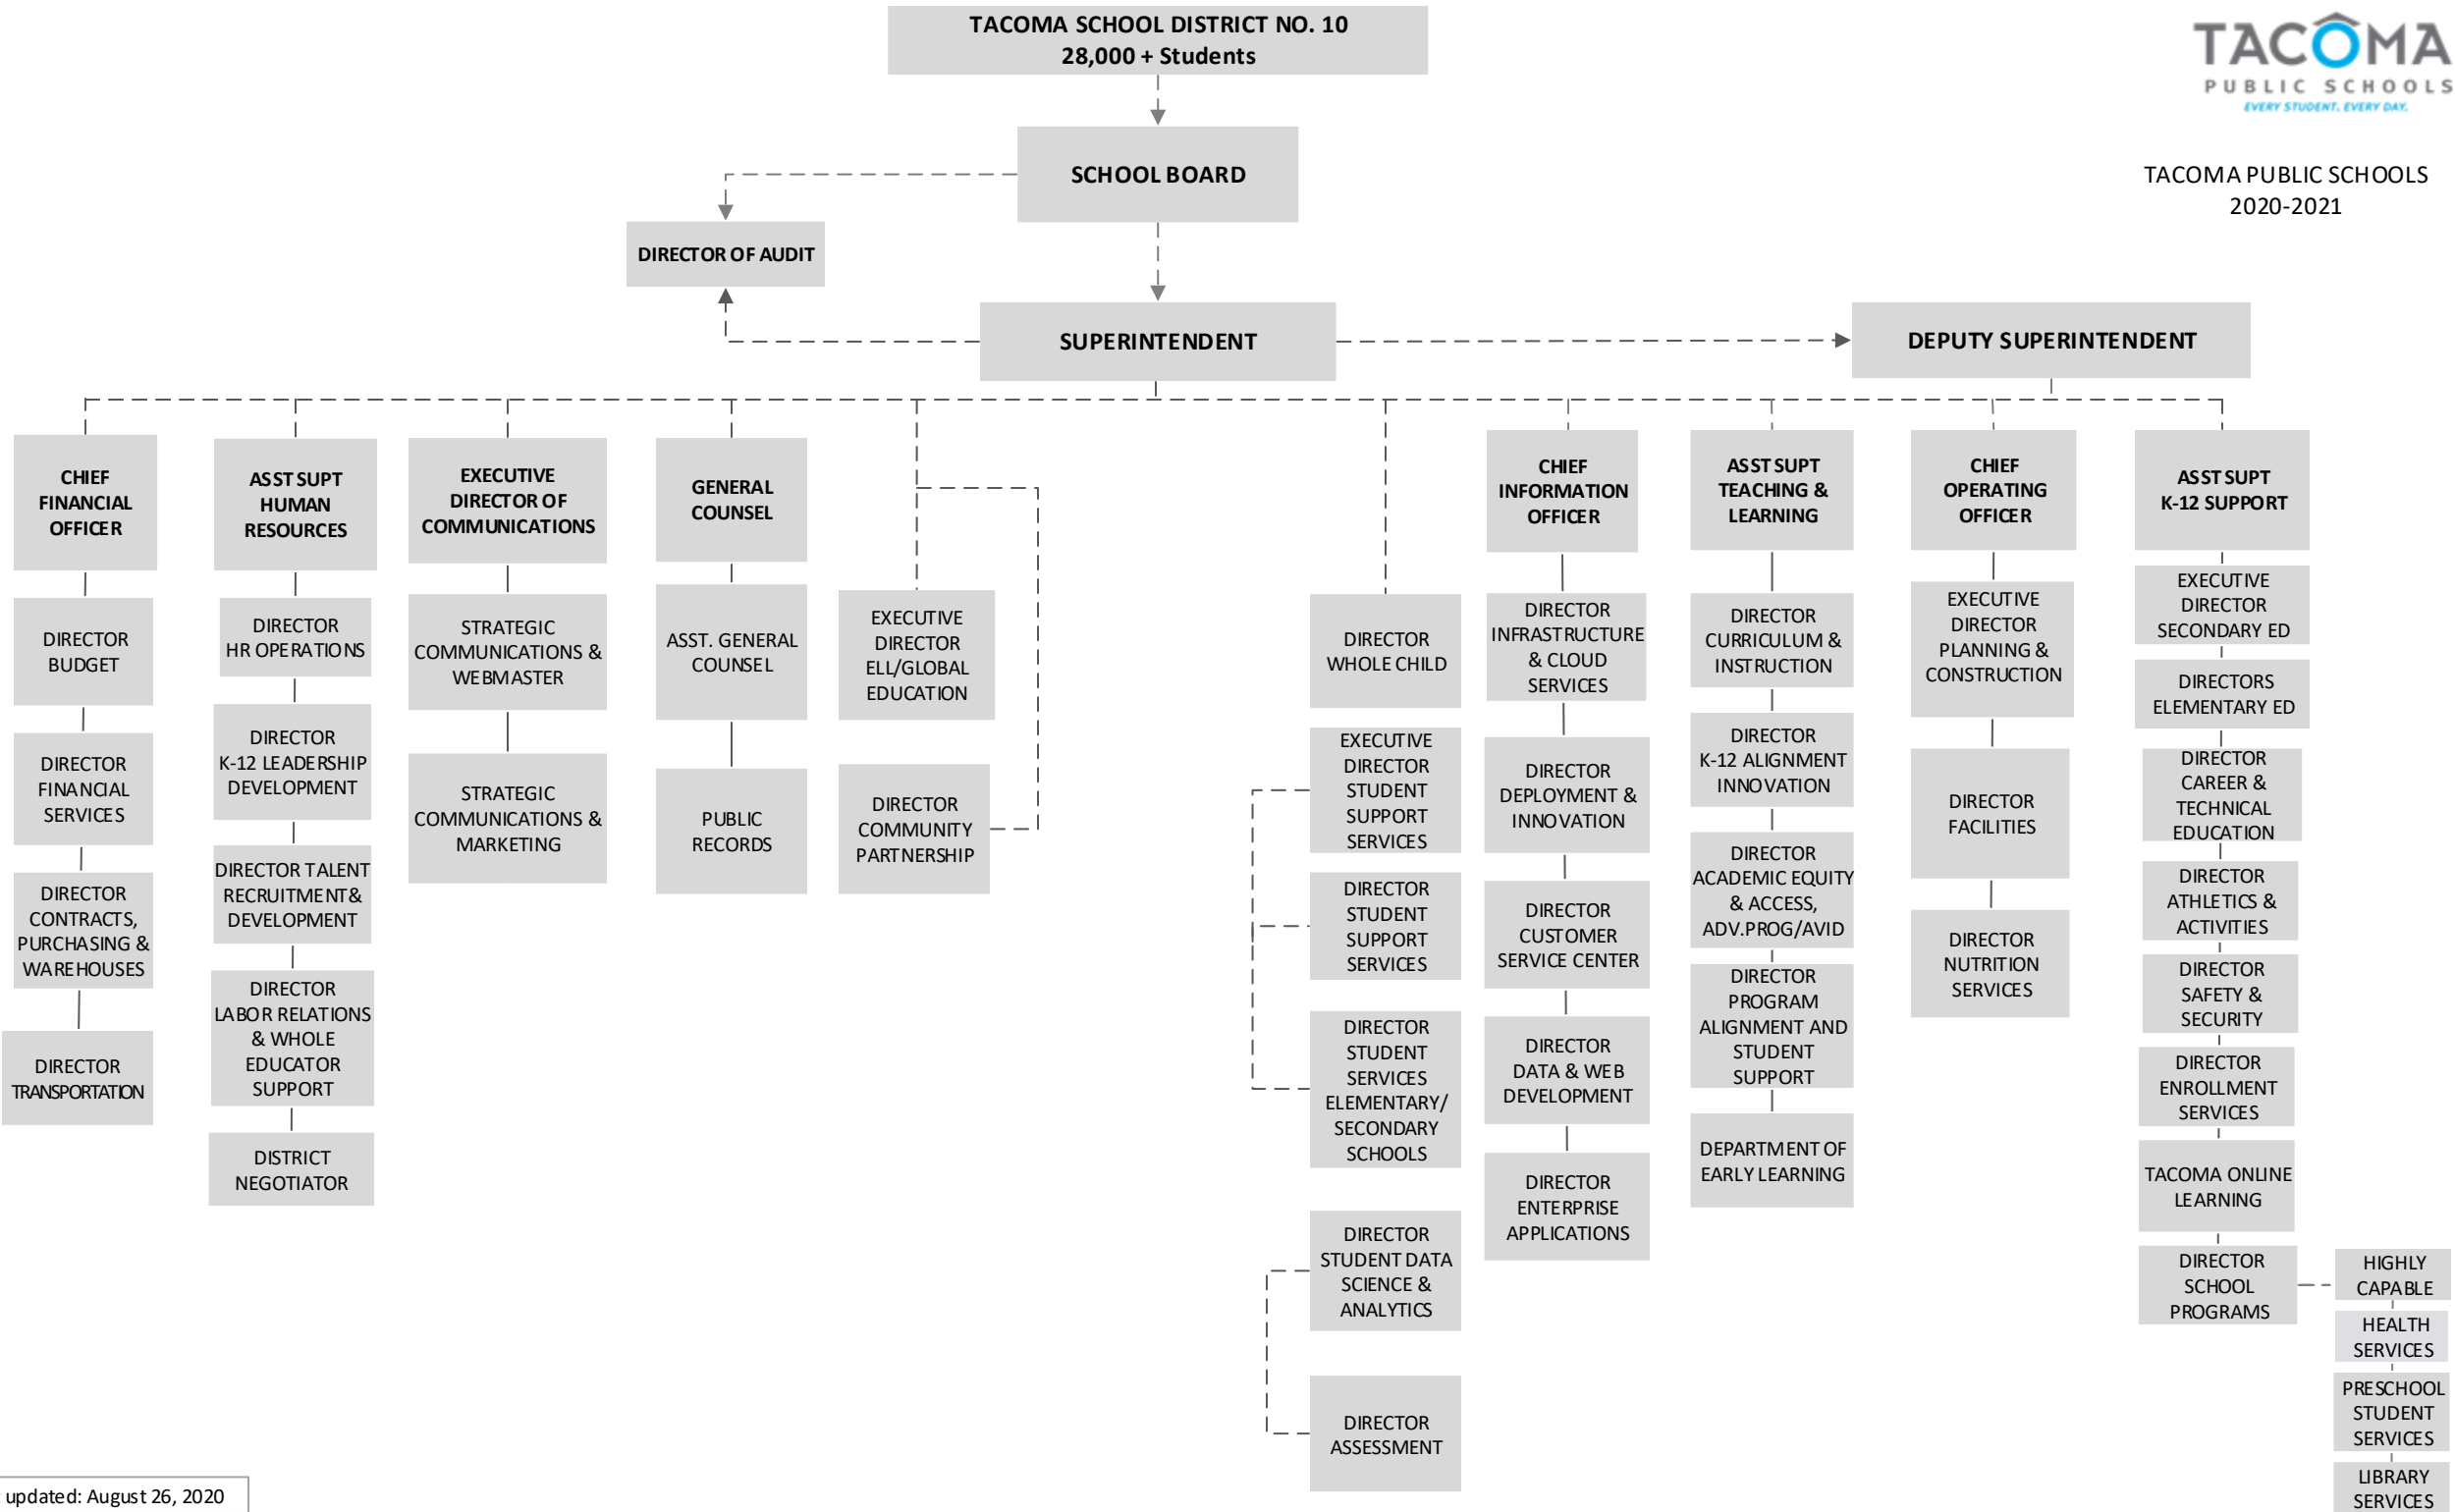 TACOMA SCHOOL DISTRICT NO. 10
28,000 + Students
TACOMA
PUBLIC SCHOOLS
EVERY STUDENT. EVERY DAY.
TACOMA PUBLIC SCHOOLS
2020-2021
SCHOOL BOARD
DIRECTOR OF AUDIT
SUPERINTENDENT
DEPUTY SUPERINTENDENT
CHIEF
FINANCIAL
OFFICER
DIRECTOR
BUDGET
DIRECTOR
FINANCIAL
SERVICES
DIRECTOR
CONTRACTS,
PURCHASING &
WAREHOUSES
DIRECTOR
TRANSPORTATION
ASST SUPT
HUMAN
RESOURCES
DIRECTOR
HR OPERATIONS
DIRECTOR
K-12 LEADERSHIP
DEVELOPMENT
DIRECTOR TALENT
RECRUITMENT&
DEVELOPMENT
DIRECTOR
LABOR RELATIONS
& WHOLE
EDUCATOR
SUPPORT
DISTRICT
NEGOTIATOR
EXECUTIVE
DIRECTOR OF
COMMUNICATIONS
STRATEGIC
COMMUNICATIONS &
WEBMASTER
STRATEGIC
COMMUNICATIONS &
MARKETING
GENERAL
COUNSEL
ASST. GENERAL
COUNSEL
PUBLIC
RECORDS
EXECUTIVE
DIRECTOR
ELL/GLOBAL
EDUCATION
DIRECTOR
COMMUNITY
PARTNERSHIP
DIRECTOR
WHOLE CHILD
EXECUTIVE
DIRECTOR
STUDENT
SUPPORT
SERVICES
DIRECTOR
STUDENT
SUPPORT
SERVICES
DIRECTOR
STUDENT
SERVICES
ELEMENTARY/
SECONDARY
SCHOOLS
DIRECTOR
STUDENT DATA
SCIENCE &
ANALYTICS
DIRECTOR
ASSESSMENT
CHIEF
INFORMATION
OFFICER
DIRECTOR
INFRASTRUCTURE
& CLOUD
SERVICES
DIRECTOR
DEPLOYMENT &
INNOVATION
DIRECTOR
CUSTOMER
SERVICE CENTER
DIRECTOR
DATA & WEB
DEVELOPMENT
DIRECTOR
ENTERPRISE
APPLICATIONS
ASST SUPT
TEACHING &
LEARNING
DIRECTOR
CURRICULUM &
INSTRUCTION
DIRECTOR
K-12 ALIGNMENT
INNOVATION
DIRECTOR
ACADEMIC EQUITY
& ACCESS,
ADV.PROG/AVID
DIRECTOR
PROGRAM
ALIGNMENT AND
STUDENT
SUPPORT
DEPARTMENT OF
EARLY LEARNING
CHIEF
OPERATING
OFFICER
EXECUTIVE
DIRECTOR
PLANNING &
CONSTRUCTION
DIRECTOR
FACILITIES
DIRECTOR
NUTRITION
SERVICES
ASST SUPT
K-12 SUPPORT
EXECUTIVE
DIRECTOR
SECONDARY ED
DIRECTORS
ELEMENTARY ED
DIRECTOR
CAREER &
TECHNICAL
EDUCATION
DIRECTOR
ATHLETICS &
ACTIVITIES
DIRECTOR
SAFETY &
SECURITY
DIRECTOR
ENROLLMENT
SERVICES
TACOMA ONLINE
LEARNING
DIRECTOR
SCHOOL
PROGRAMS
HIGHLY
CAPABLE
HEALTH
SERVICES
PRESCHOOL
STUDENT
SERVICES
LIBRARY
SERVICES
updated: August 26, 2020